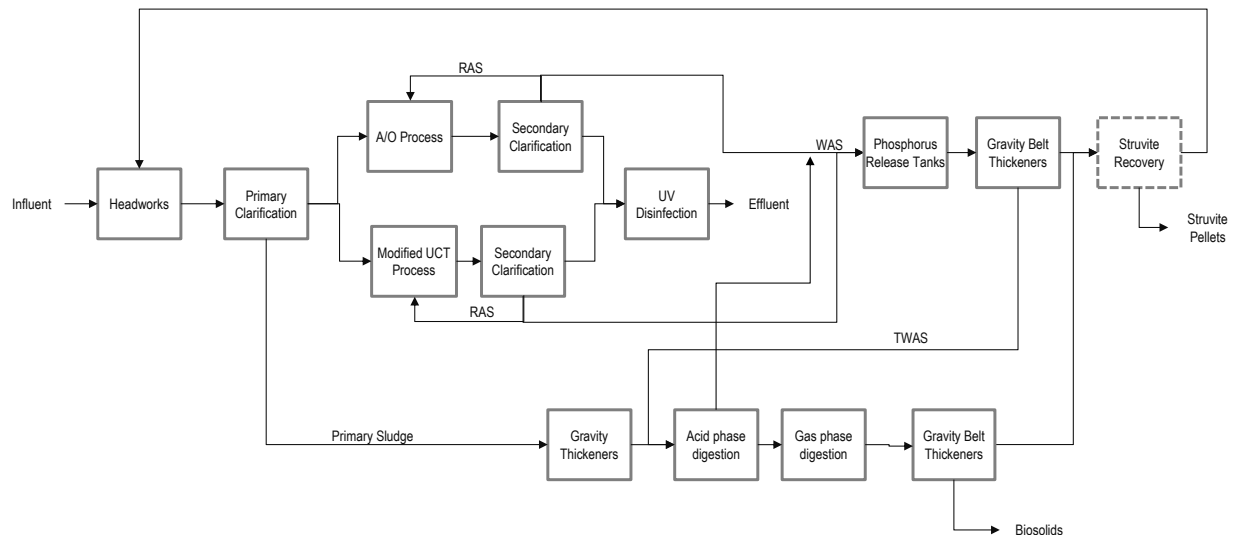 RAS
A/O Process
Secondary
Clarification
WAS
Phosphorus
Release Tanks
Gravity Belt
Thickeners
Struvite
Recovery
Influent
Headworks
Primary
Clarification
UV
Disinfection
Effluent
Struvite
Pellets
Modified UCT
Process
Secondary
Clarification
RAS
TWAS
Primary Sludge
Gravity
Thickeners
Acid phase
digestion
Gas phase
digestion
Gravity Belt
Thickeners
Biosolids